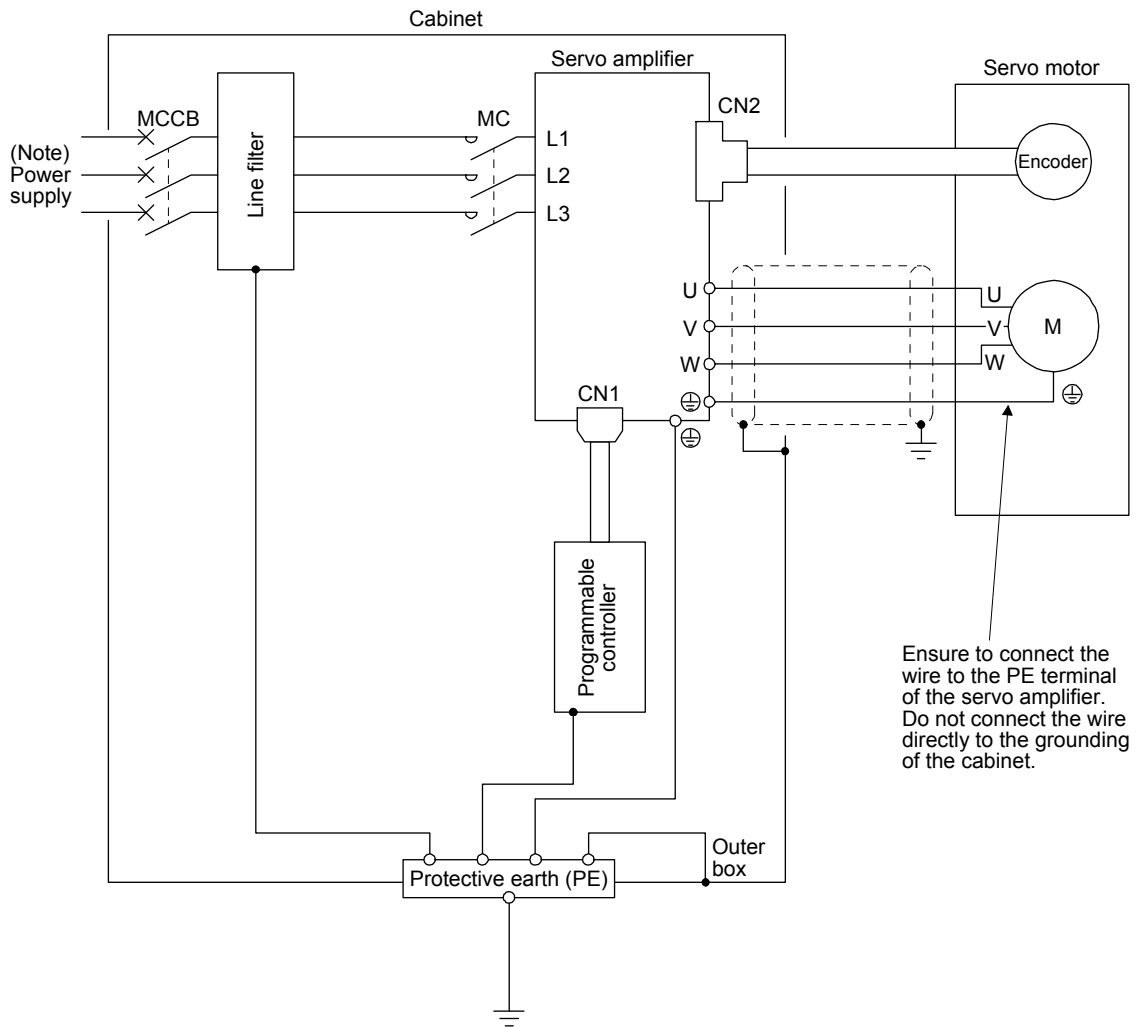 Cabinet
Servo amplifier
Servo motor
MCCB
MC
CN2
(Note)
Power
supply
Line filter
L1
L2
L3
Encoder
U
V
W
U
V
W
M
CN1
Programmable
controller
Ensure to connect the
wire to the PE terminal
of the servo amplifier.
Do not connect the wire
directly to the grounding
of the cabinet.
Outer
box
Protective earth (PE)